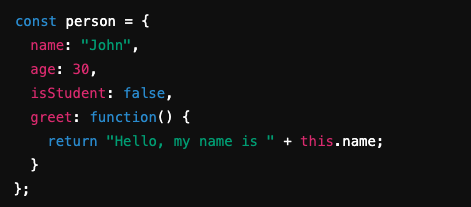 const person = {
  name: "John",
  age: 30,
  isStudent: false,
  greet: function() {
    return "Hello, my name is " + this.name;
  }
};